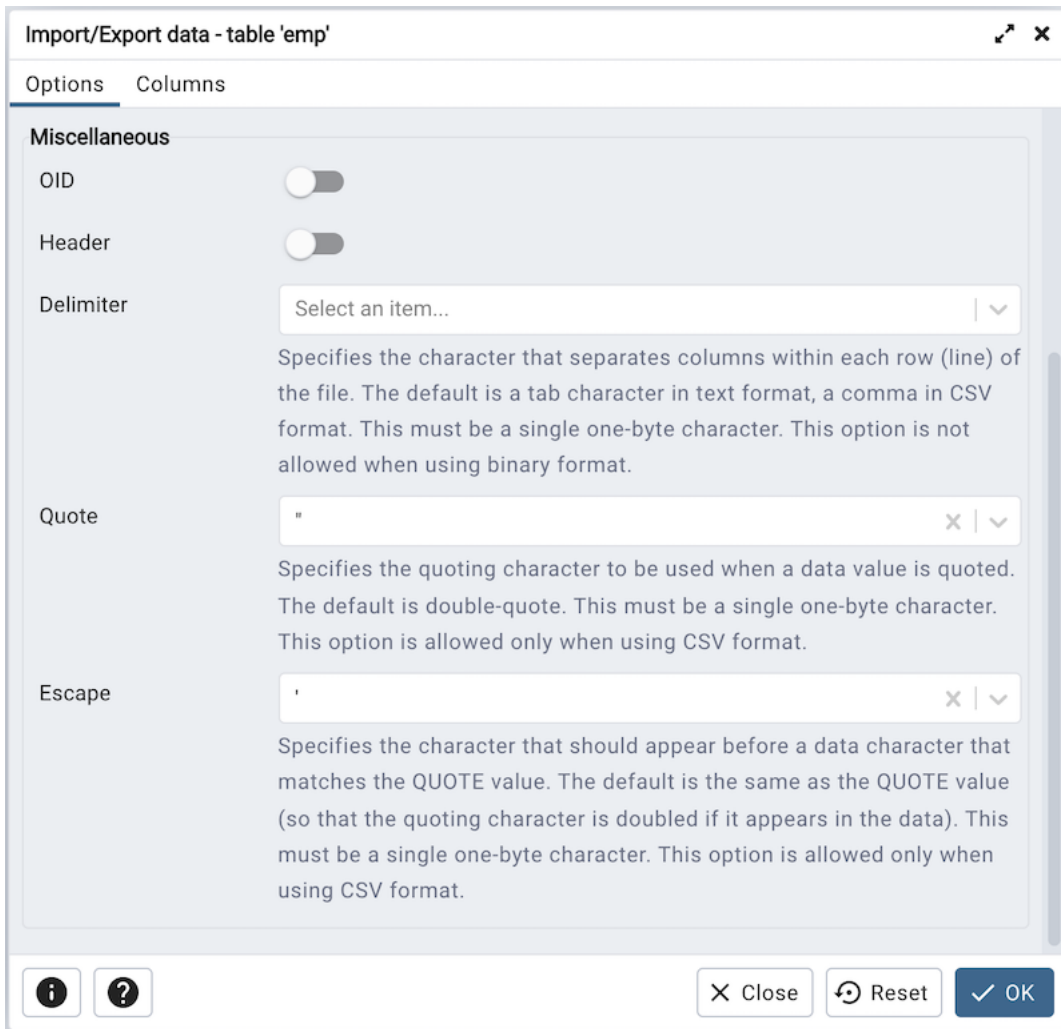 Import/Export data - table 'emp'
Options Columns
Miscellaneous
OID
Header
Delimiter Select an item...
Specifies the character that separates columns within each row (line) of
the file. The default is a tab character in text format, a comma in CSV
format. This must be a single one-byte character. This option is not
allowed when using binary format.
Quote "
Specifies the quoting character to be used when a data value is quoted.
The default is double-quote. This must be a single one-byte character.
This option is allowed only when using CSV format.
Escape '
Specifies the character that should appear before a data character that
matches the QUOTE value. The default is the same as the QUOTE value
(so that the quoting character is doubled if it appears in the data). This
must be a single one-byte character. This option is allowed only when
using CSV format.
Close Reset OK